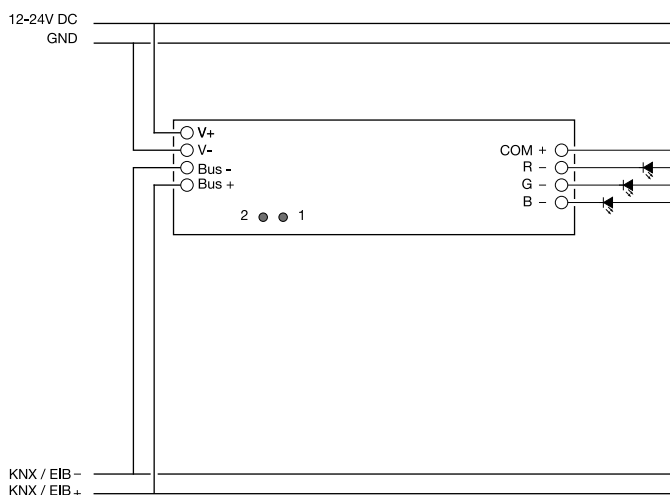 12-24V DC
GND
V+
V-
Bus -
Bus +
COM +
R -
G -
B -
2 1
KNX / EIB -
KNX / EIB +